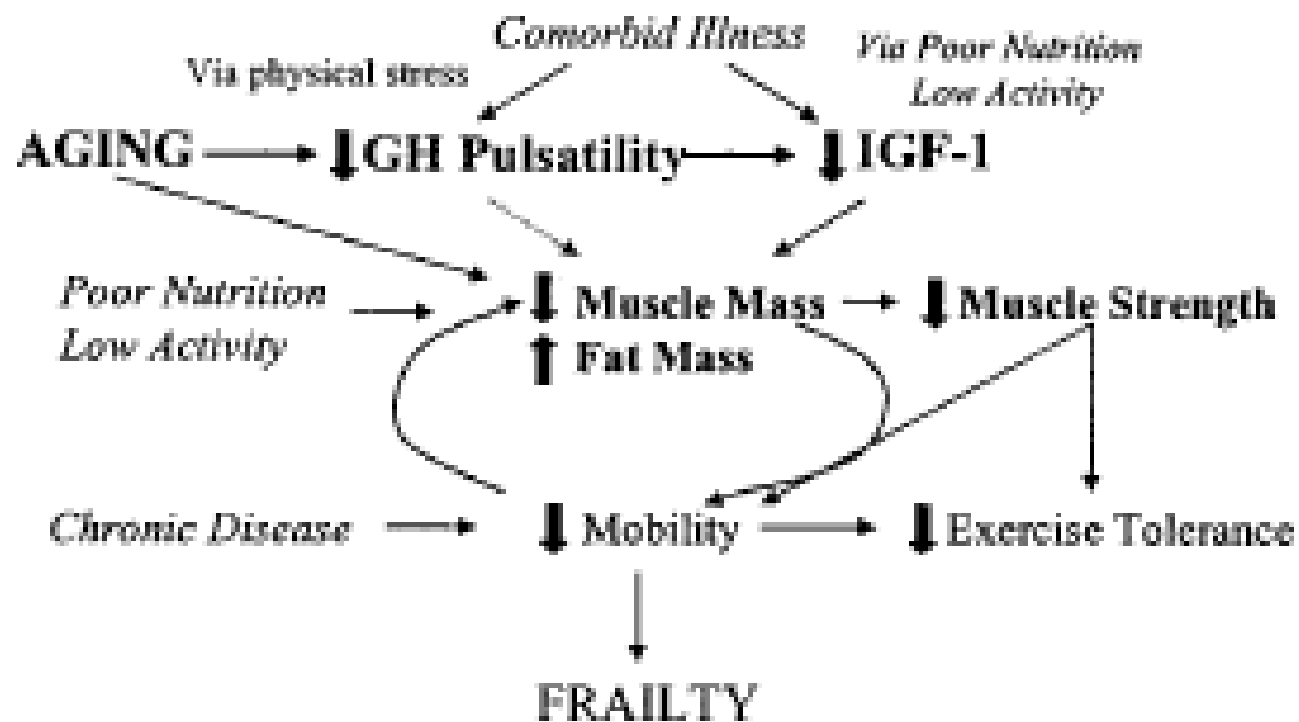 Comorbid Illness
Via Poor Nutrition
Low Activity
Via physical stress
AGING
GH Pulsatility
IGF-1
Poor Nutrition
Low Activity
Muscle Mass
Fat Mass
Muscle Strength
Chronic Disease
Mobility
Exercise Tolerance
FRAILTY